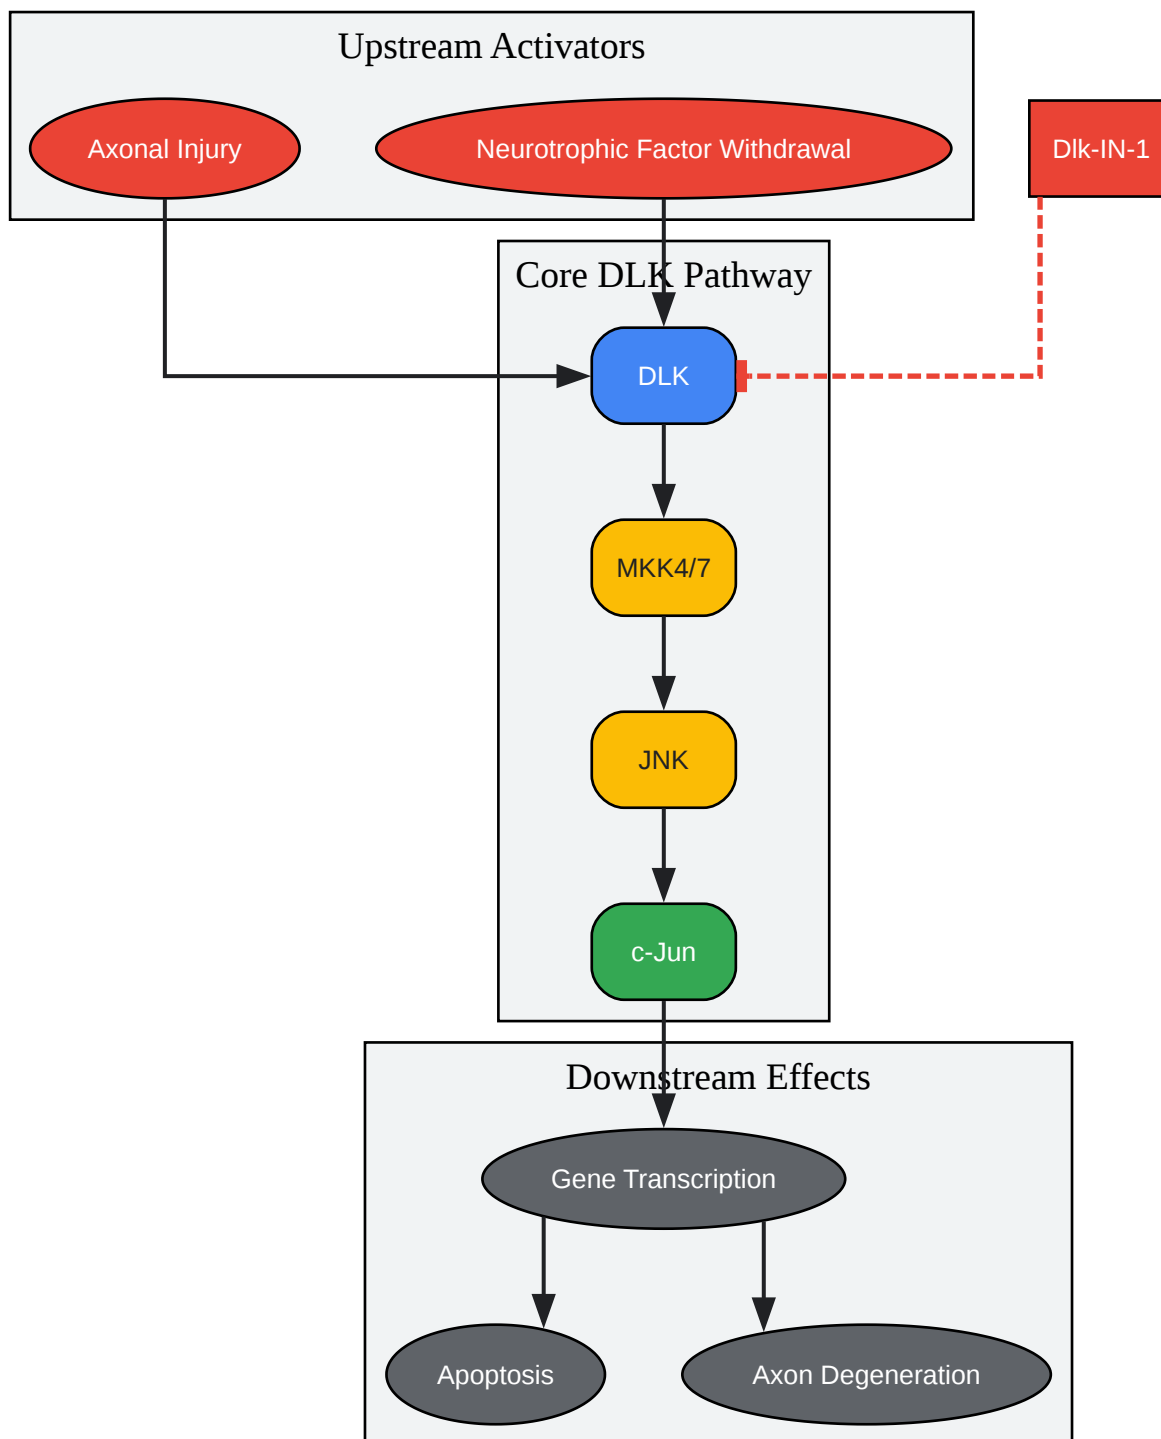 Upstream Activators
Axonal Injury
Neurotrophic Factor Withdrawal
Dlk-IN-1
Core DLK Pathway
DLK
MKK4/7
JNK
c-Jun
Downstream Effects
Gene Transcription
Apoptosis
Axon Degeneration